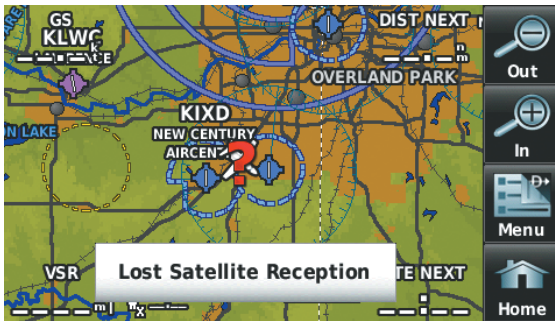 GS
DIST NEXT
KLWC
OVERLAND PARK
KIXD
NEW CENTURY
AIRCEN
N LAKE
VSR
TE NEXT
Lost Satellite Reception
Out
In
Menu
Home